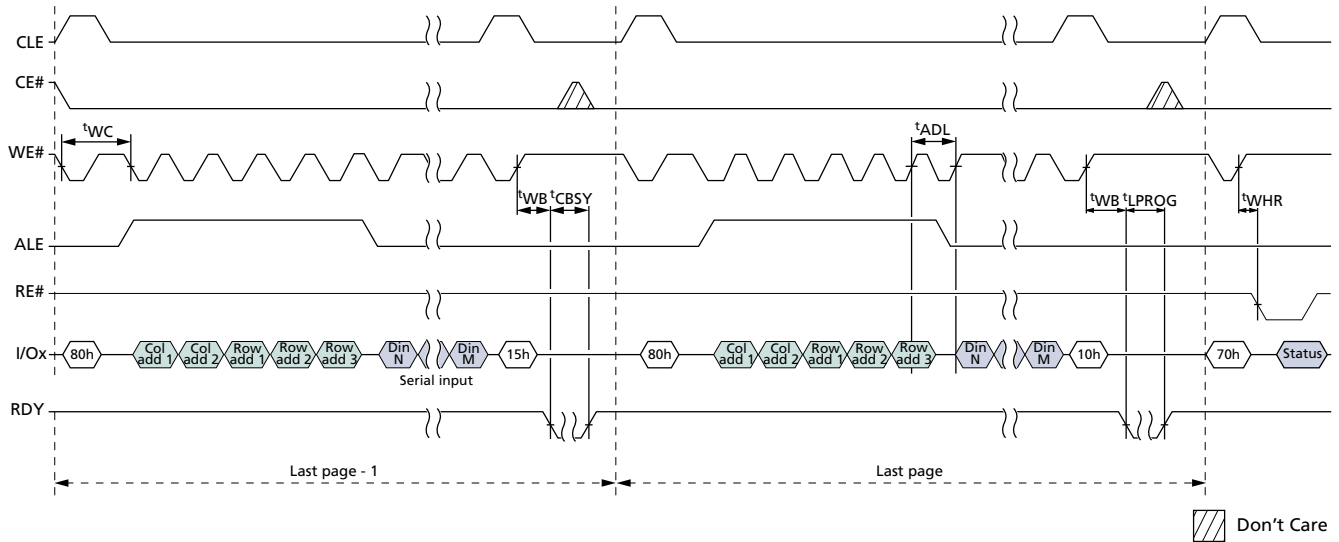 CLE
CE#
tWC
tADL
WE#
tWB tCBSY
tWB tLPROG
tWHR
ALE
RE#
I/Ox
80h
Col add 1
Col add 2
Row add 1
Row add 2
Row add 3
Din N
Din M
15h
80h
Col add 1
Col add 2
Row add 1
Row add 2
Row add 3
Din N
Din M
10h
70h
Status
Serial input
RDY
Last page - 1
Last page
Don't Care